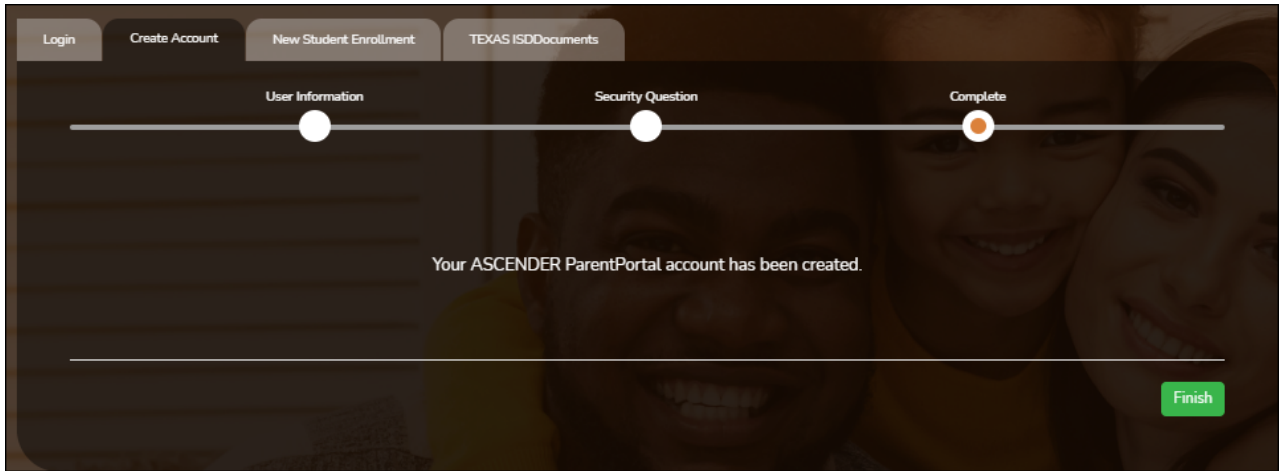 Login Create Account New Student Enrollment TEXAS ISDDocuments
User Information Security Question Complete
Your ASCENDER ParentPortal account has been created.
Finish